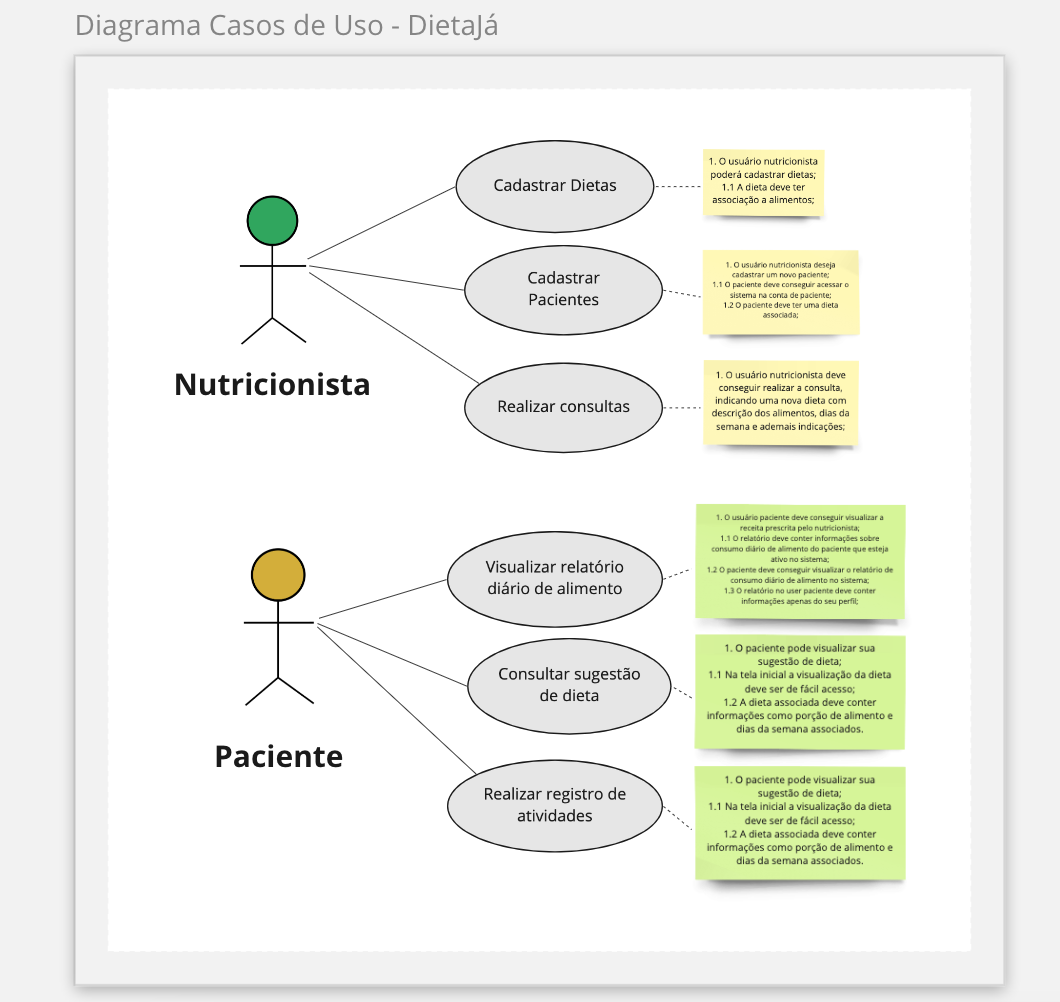 Diagrama Casos de Uso - DietaJá
Cadastrar Dietas
1. O usuário nutricionista
poderá cadastrar dietas;
1.1 A dieta deve ter
associação a alimentos;
Cadastrar
Pacientes
1. O usuário nutricionista deseja
cadastrar um novo paciente;
1.1 O paciente deve conseguir acessar o
sistema na conta de paciente;
1.2 O paciente deve ter uma dieta
associada;
Nutricionista
Realizar consultas
1. O usuário nutricionista deve
conseguir realizar a consulta,
indicando uma nova dieta com
descrição dos alimentos, dias da
semana e ademais indicações;
Visualizar relatório
diário de alimento
1. O usuário paciente deve conseguir visualizar a
receita prescrita pelo nutricionista;
1.1 O relatório deve conter informações sobre
consumo diário de alimento do paciente que esteja
ativo no sistema;
1.2 O paciente deve conseguir visualizar o relatório de
consumo diário de alimento no sistema;
1.3 O relatório no user paciente deve conter
informações apenas do seu perfil;
Consultar sugestão
de dieta
1. O paciente pode visualizar sua
sugestão de dieta;
1.1 Na tela inicial a visualização da dieta
deve ser de fácil acesso;
1.2 A dieta associada deve conter
informações como porção de alimento e
dias da semana associados.
Paciente
Realizar registro de
atividades
1. O paciente pode visualizar sua
sugestão de dieta;
1.1 Na tela inicial a visualização da dieta
deve ser de fácil acesso;
1.2 A dieta associada deve conter
informações como porção de alimento e
dias da semana associados.